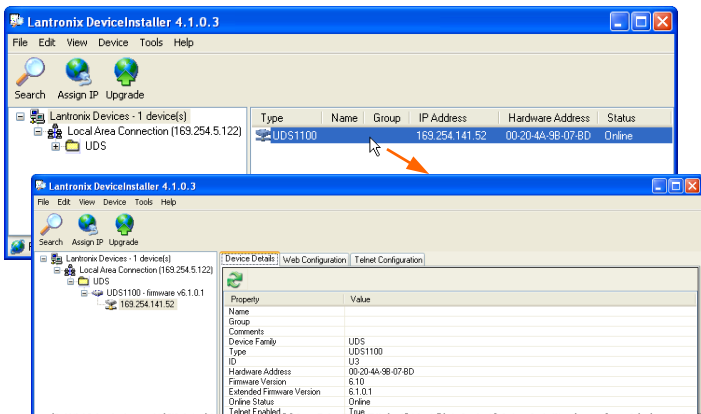 Lantronix DeviceInstaller 4.1.0.3
File Edit View Device Tools Help
Search Assign IP Upgrade
Lantronix Devices - 1 device(s)
Local Area Connection (169.254.5.122)
UDS
Type Name Group IP Address Hardware Address Status
UDS1100 169.254.141.52 00-20-4A-9B-07-BD Online
Lantronix DeviceInstaller 4.1.0.3
File Edit View Device Tools Help
Search Assign IP Upgrade
Lantronix Devices - 1 device(s)
Local Area Connection (169.254.5.122)
UDS
UDS1100 - firmware v6.1.0.1
169.254.141.52
Device Details Web Configuration Telnet Configuration
Property Value
Name
Group
Comments
Device Family UDS
Type UDS1100
ID U3
Hardware Address 00-20-4A-9B-07-BD
Firmware Version 6.10
Extended Firmware Version 6.1.0.1
Online Status Online
Telnet Enabled True